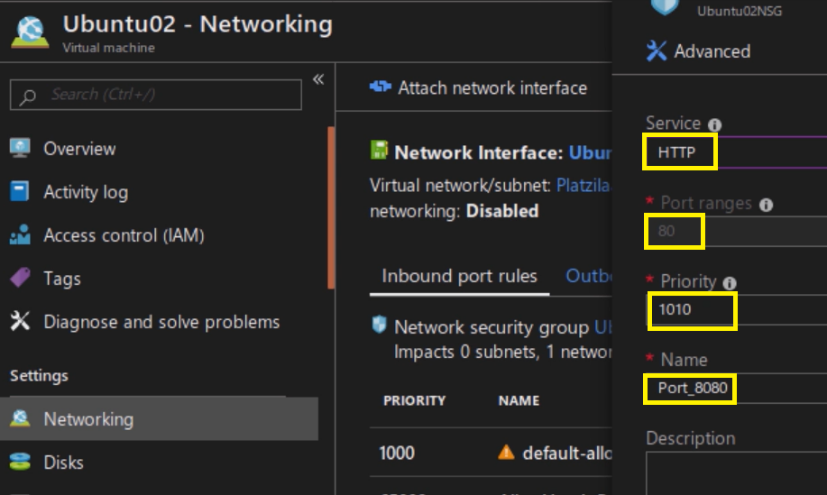 Ubuntu02 - Networking
Virtual machine
Search (Ctrl+/)
«
Overview
Activity log
Access control (IAM)
Tags
Diagnose and solve problems
Settings
Networking
Disks
Attach network interface
Network Interface: Ubun
Virtual network/subnet: Platzila
networking: Disabled
Inbound port rules Outbo
Network security group Ub
Impacts 0 subnets, 1 networ
PRIORITY NAME
1000 default-allo
Ubuntu02NSG
Advanced
Service
HTTP
* Port ranges
80
* Priority
1010
* Name
Port_8080
Description